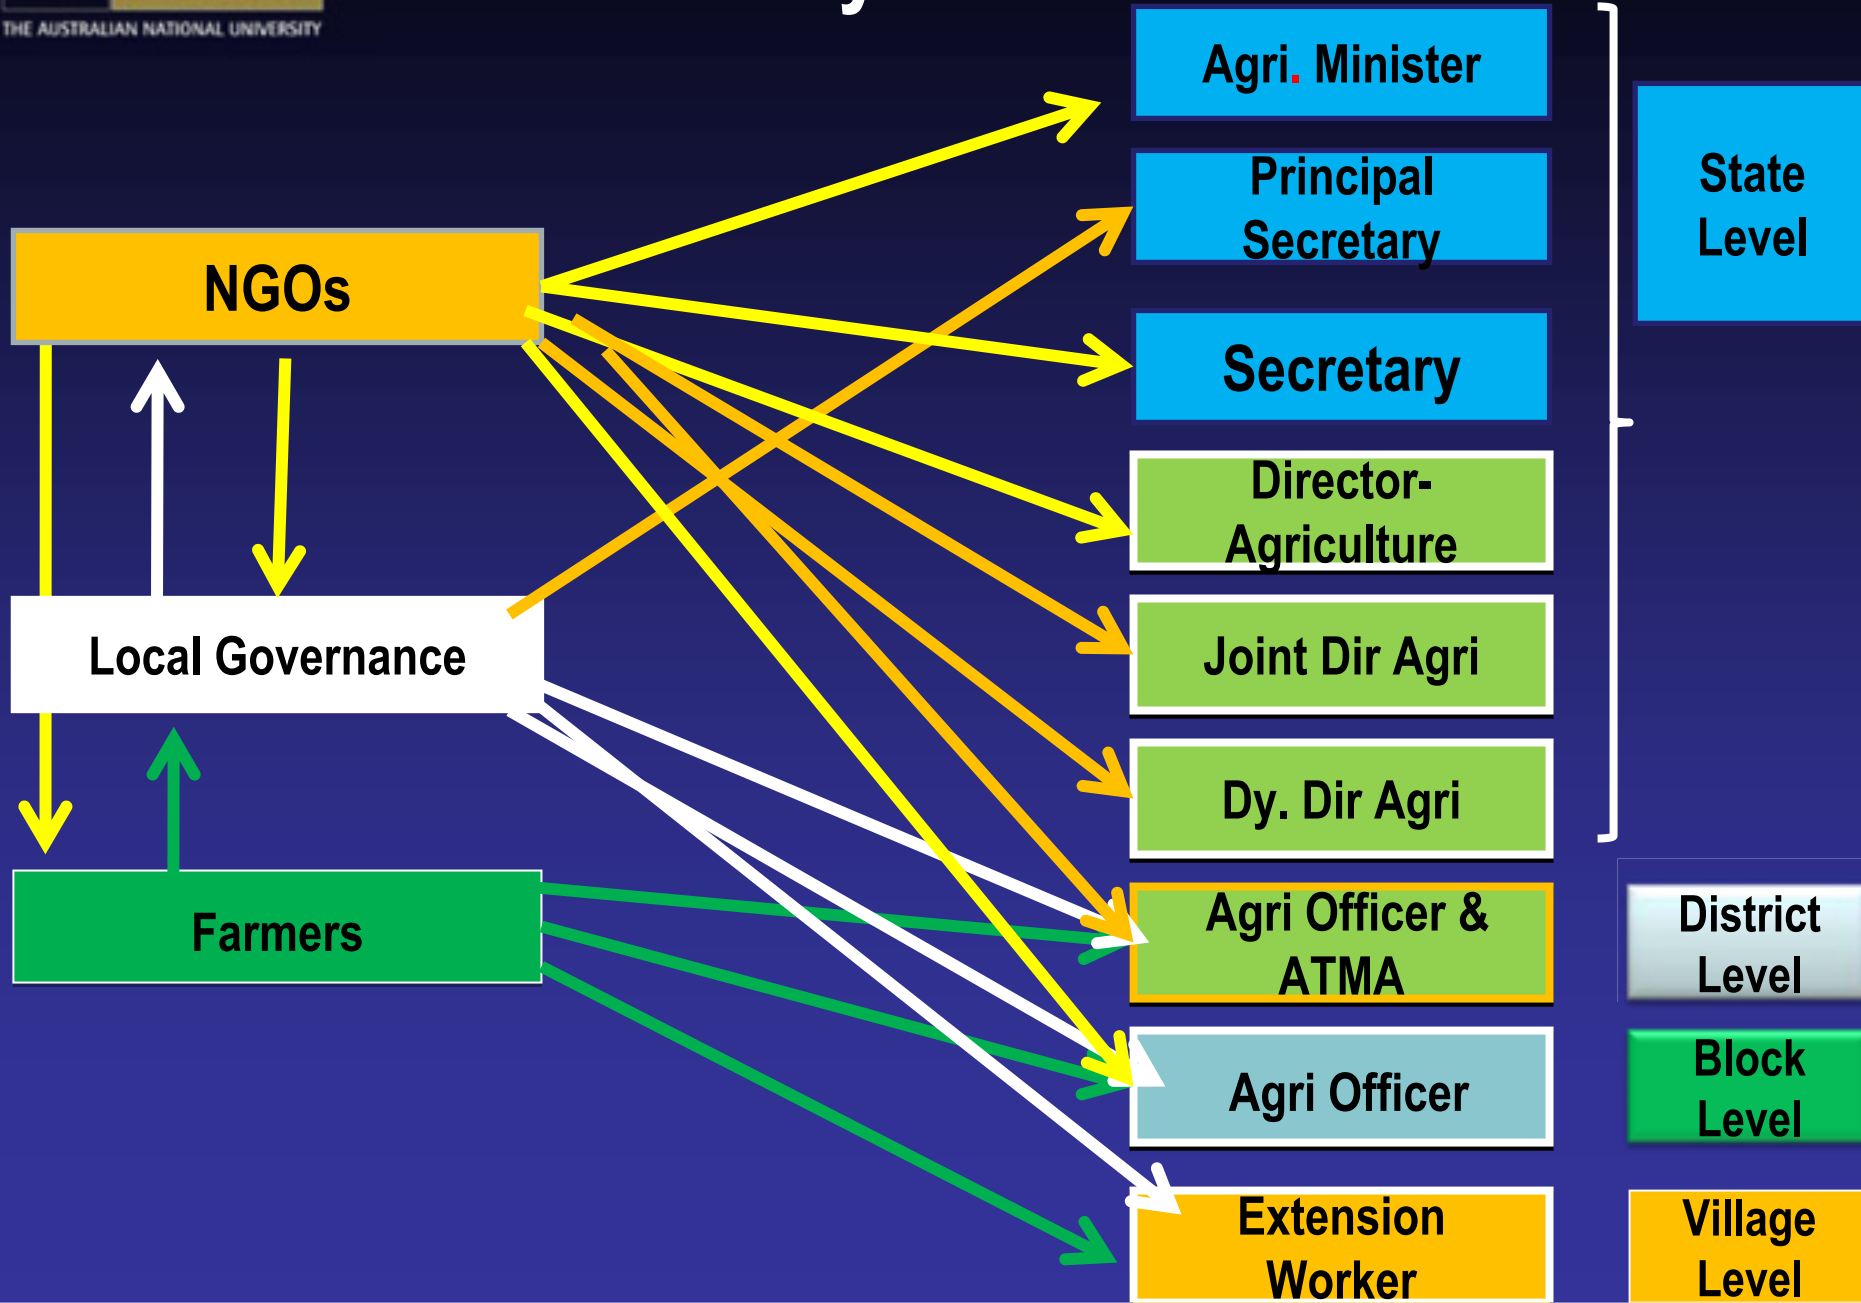 THE AUSTRALIAN NATIONAL UNIVERSITY
Agri. Minister
Principal
Secretary
State
Level
NGOs
Secretary
Director-
Agriculture
Local Governance
Joint Dir Agri
Dy. Dir Agri
Farmers
Agri Officer &
ATMA
District
Level
Agri Officer
Block
Level
Extension
Worker
Village
Level